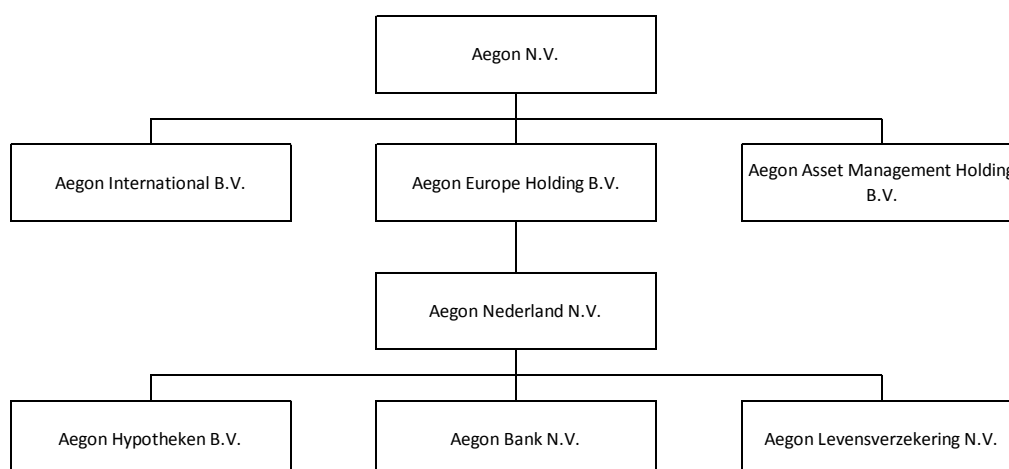 Aegon N.V.
Aegon International B.V.
Aegon Europe Holding B.V.
Aegon Asset Management Holding
B.V.
Aegon Nederland N.V.
Aegon Hypotheken B.V.
Aegon Bank N.V.
Aegon Levensverzekering N.V.